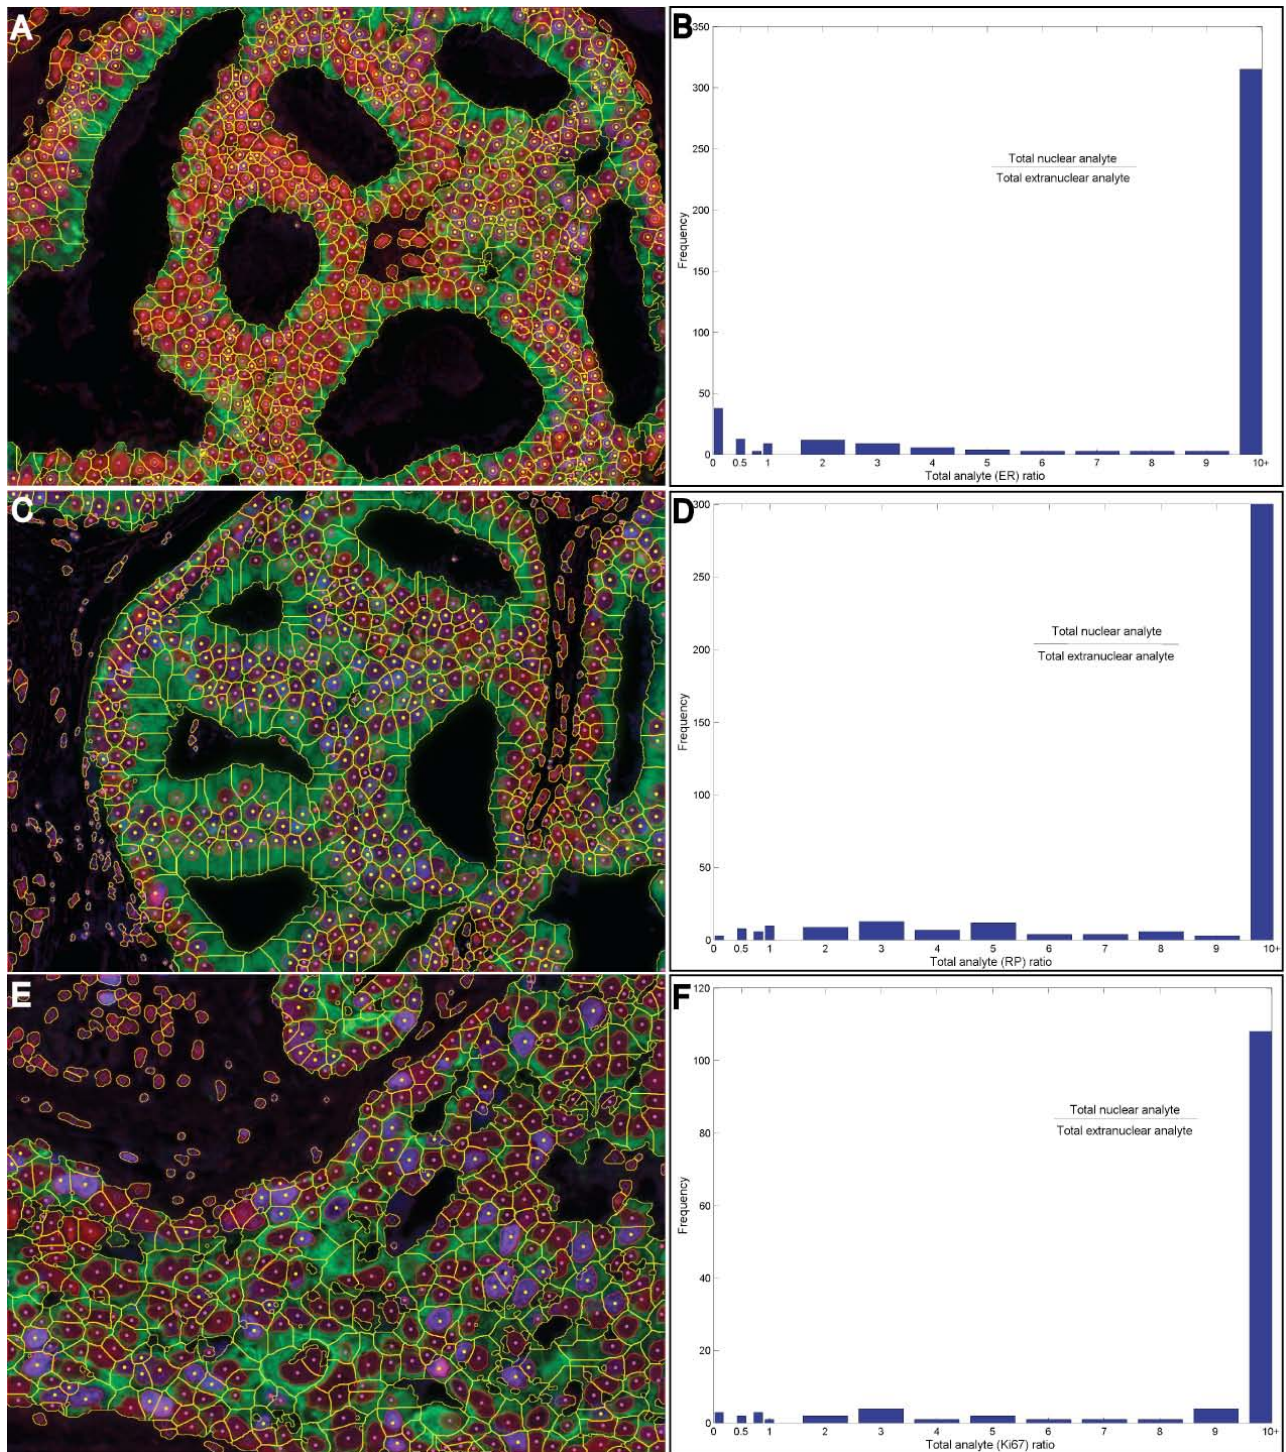 A
B
350
300
250
200
150
100
50
0
Frequency
Total nuclear analyte
Total extranuclear analyte
0 0.5 1 2 3 4 5 6 7 8 9 10+
Total analyte (ER) ratio
C
D
300
250
200
150
100
50
0
Frequency
Total nuclear analyte
Total extranuclear analyte
0 0.5 1 2 3 4 5 6 7 8 9 10+
Total analyte (RP) ratio
E
F
120
100
80
60
40
20
0
Frequency
Total nuclear analyte
Total extranuclear analyte
0 0.5 1 2 3 4 5 6 7 8 9 10+
Total analyte (Ki67) ratio